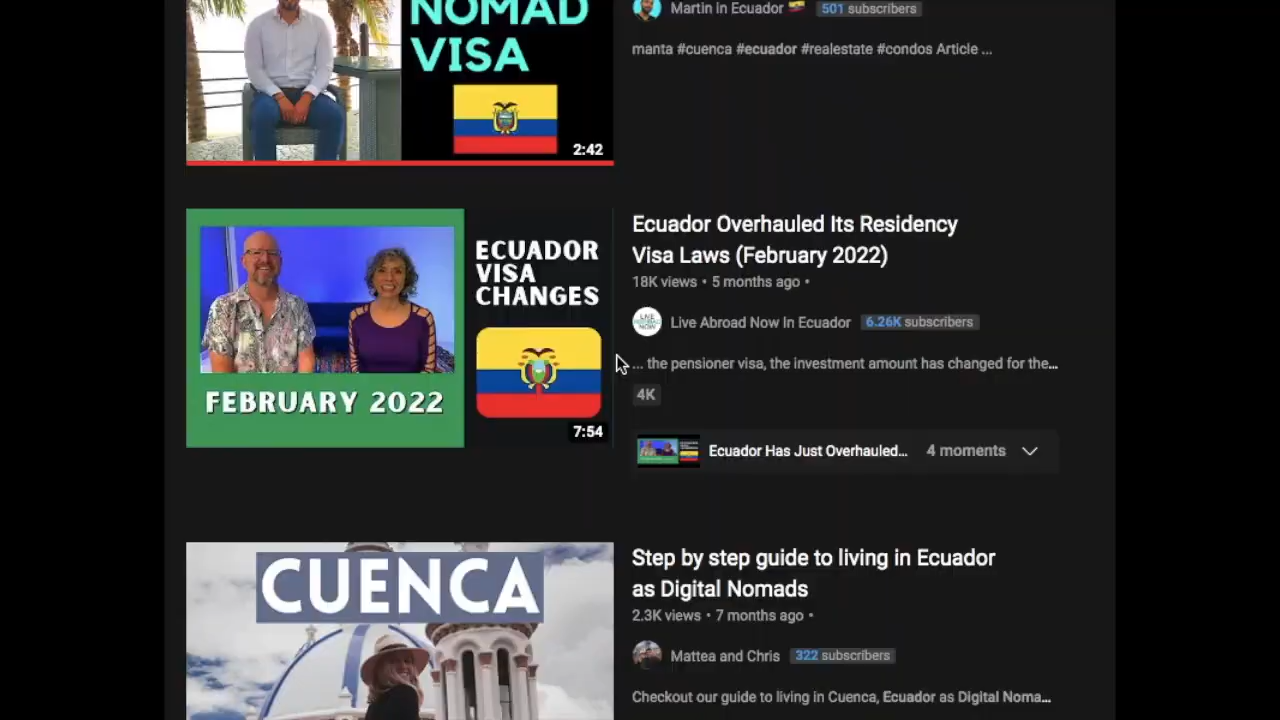 NOMAD
VISA
2:42
Martin in Ecuador
501 subscribers
manta #cuenca #ecuador #realestate #condos Article ...
ECUADOR
VISA
CHANGES
FEBRUARY 2022
7:54
Ecuador Overhauled Its Residency
Visa Laws (February 2022)
18K views • 5 months ago •
Live Abroad Now In Ecuador
6.26K subscribers
... the pensioner visa, the investment amount has changed for the...
4K
Ecuador Has Just Overhauled...
4 moments
CUENCA
Step by step guide to living in Ecuador
as Digital Nomads
2.3K views • 7 months ago •
Mattea and Chris
322 subscribers
Checkout our guide to living in Cuenca, Ecuador as Digital Noma...